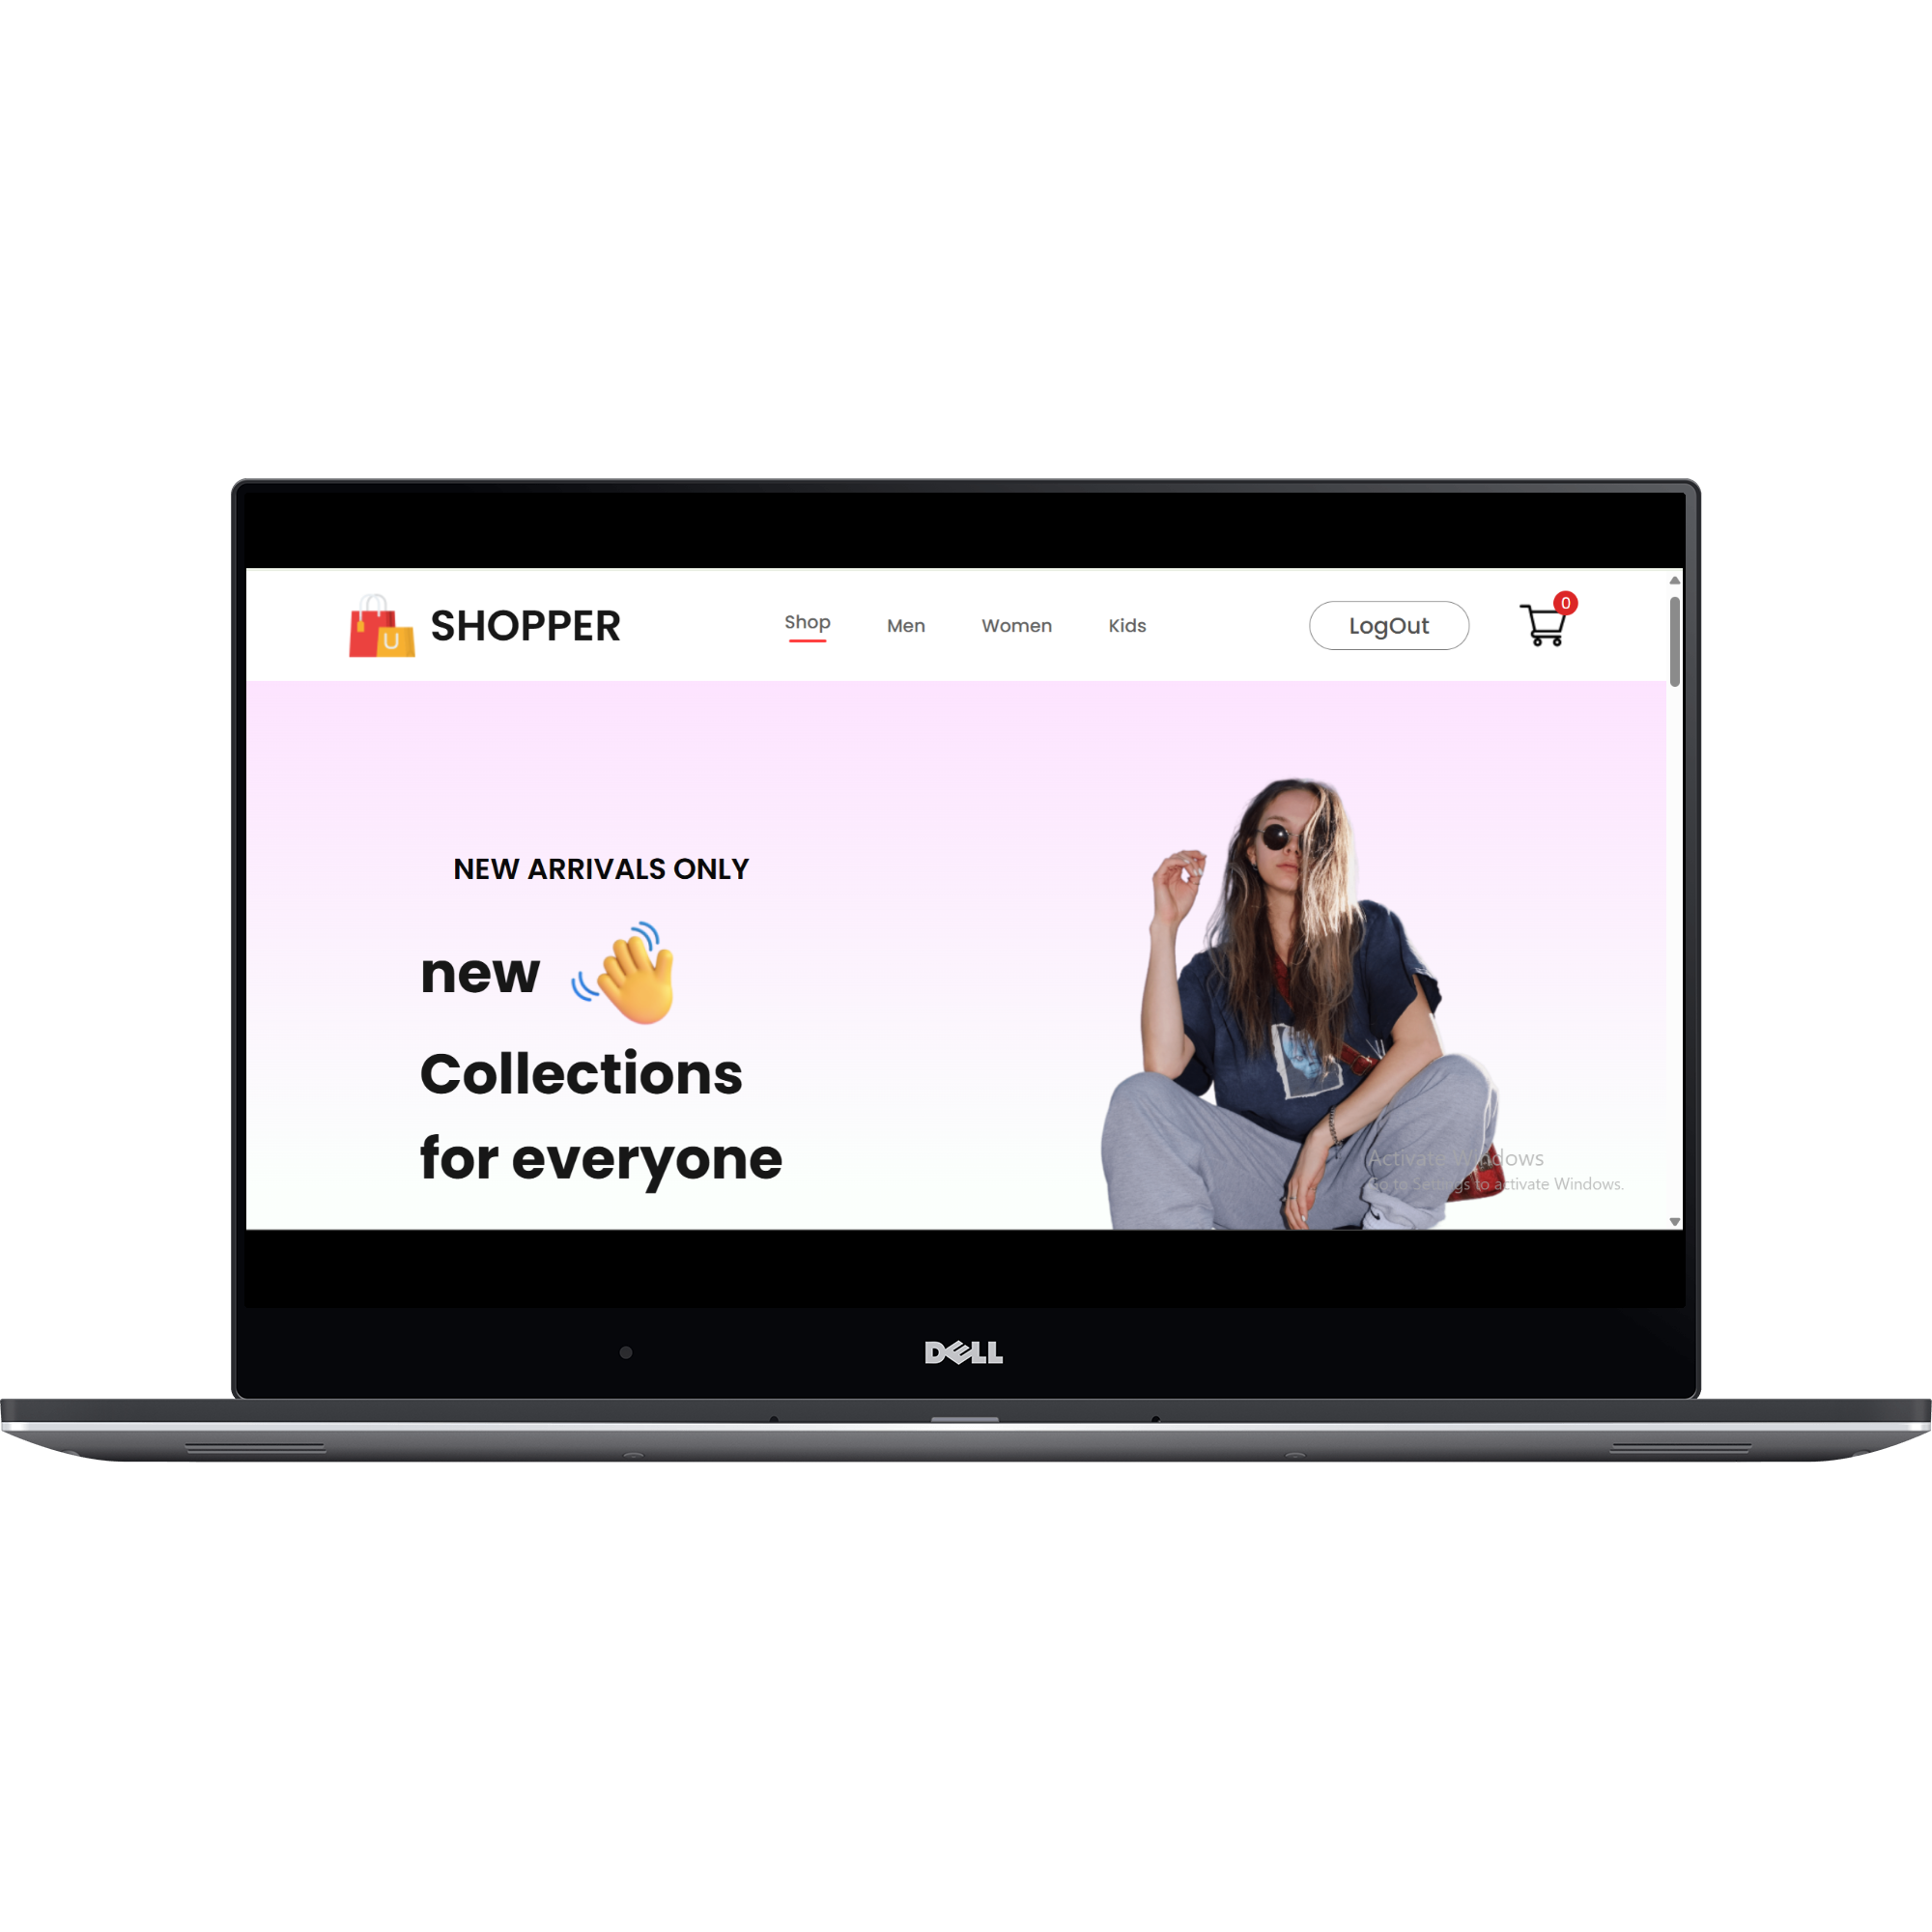 SHOPPER
Shop Men Women Kids
LogOut
0
U
NEW ARRIVALS ONLY
new
Collections
for everyone
Activate Windows
Go to Settings to activate Windows.
DELL